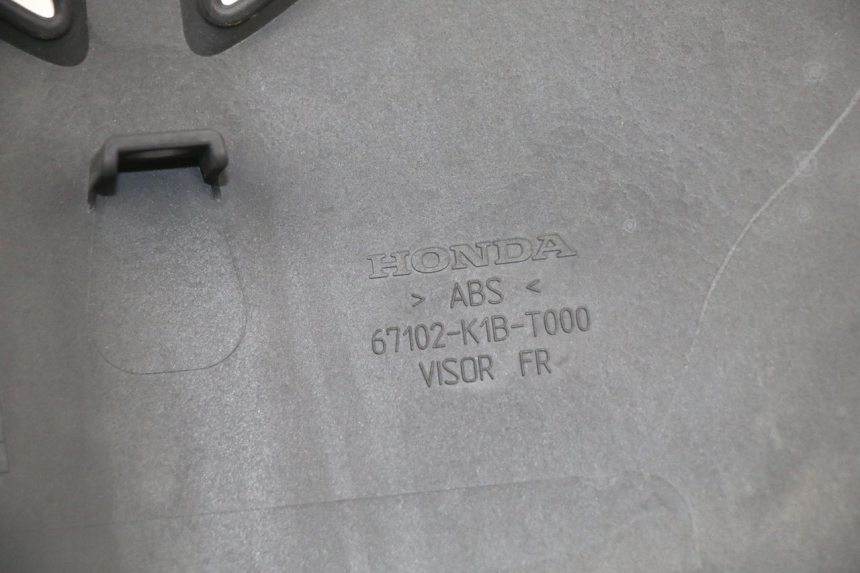 HONDA
> ABS <
67102-K1B-T000
VISOR FR